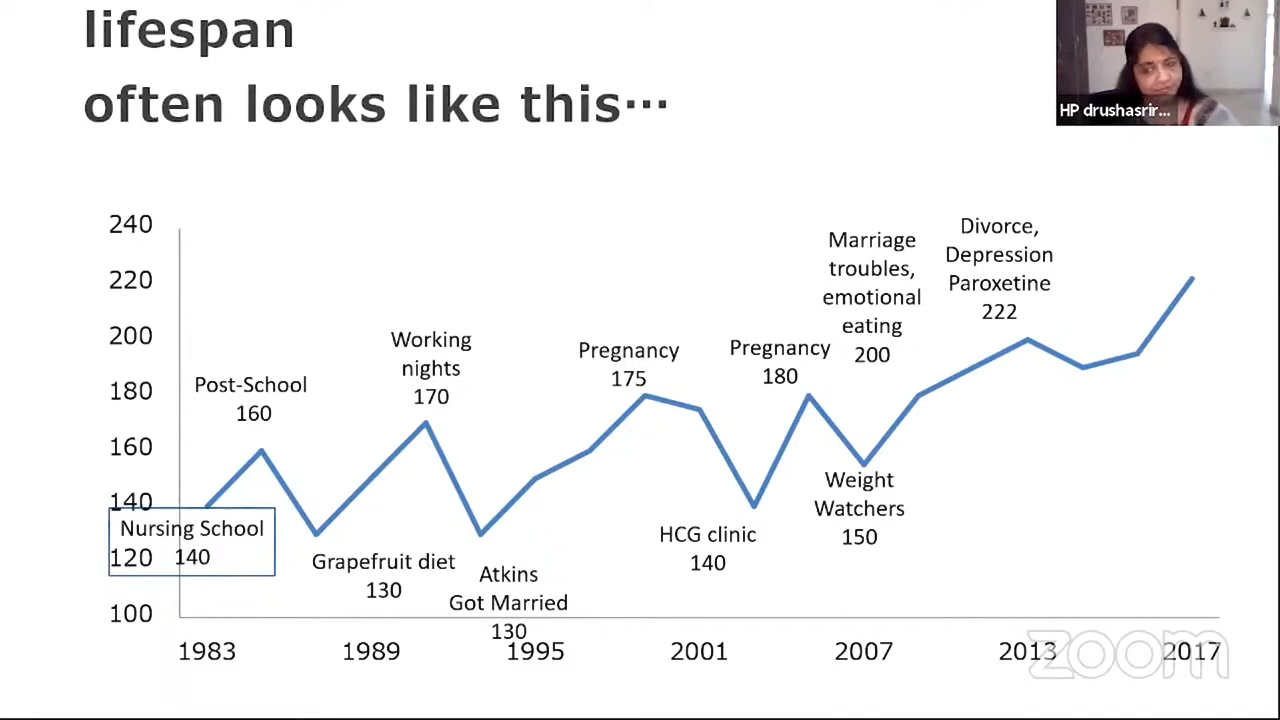 lifespan
often looks like this…
HP drushasrir...
240
220
200
180
160
140
120
100
Nursing School
140
Post-School
160
Grapefruit diet
130
Working
nights
170
Atkins
Got Married
130
Pregnancy
175
HCG clinic
140
Pregnancy
180
Weight
Watchers
150
Marriage
troubles,
emotional
eating
200
Divorce,
Depression
Paroxetine
222
1983
1989
1995
2001
2007
2013
2017
zoom